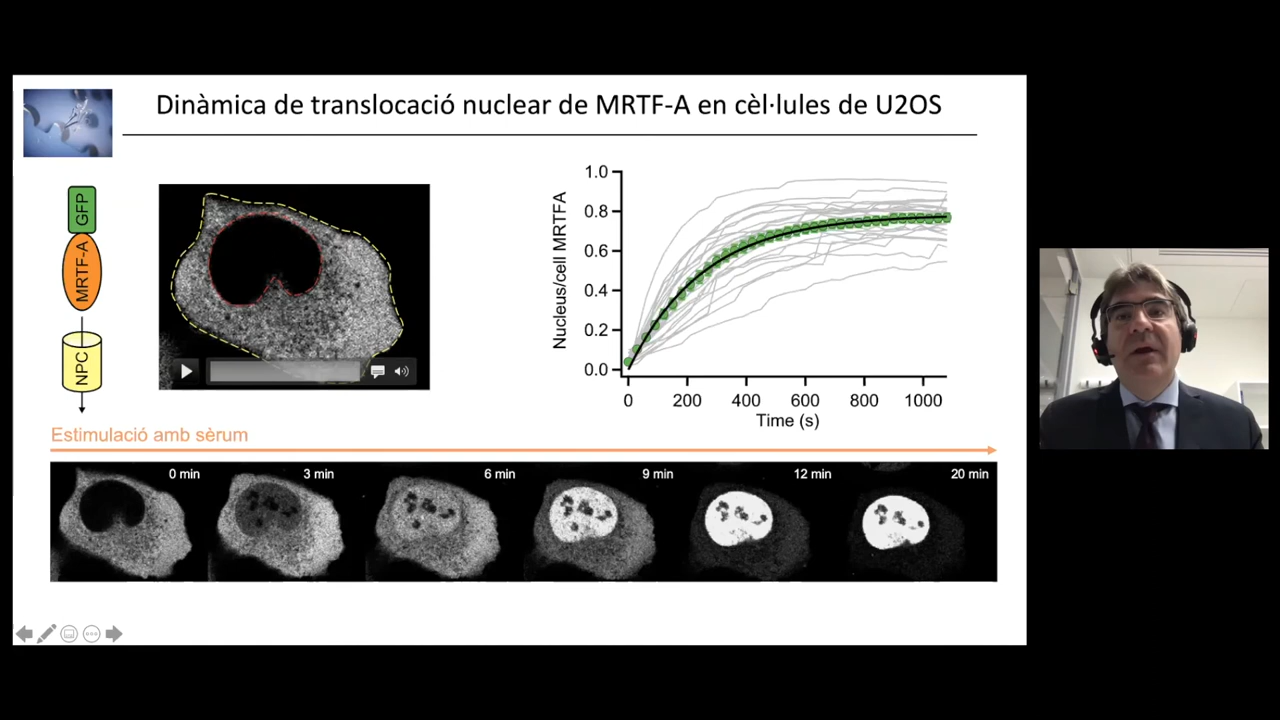 Dinàmica de translocació nuclear de MRTF-A en cèl·lules de U2OS
GFP
MRTF-A
NPC
Nucleus/cell MRTFA
1.0
0.8
0.6
0.4
0.2
0.0
0 200 400 600 800 1000
Time (s)
Estimulació amb sèrum
0 min 3 min 6 min 9 min 12 min 20 min